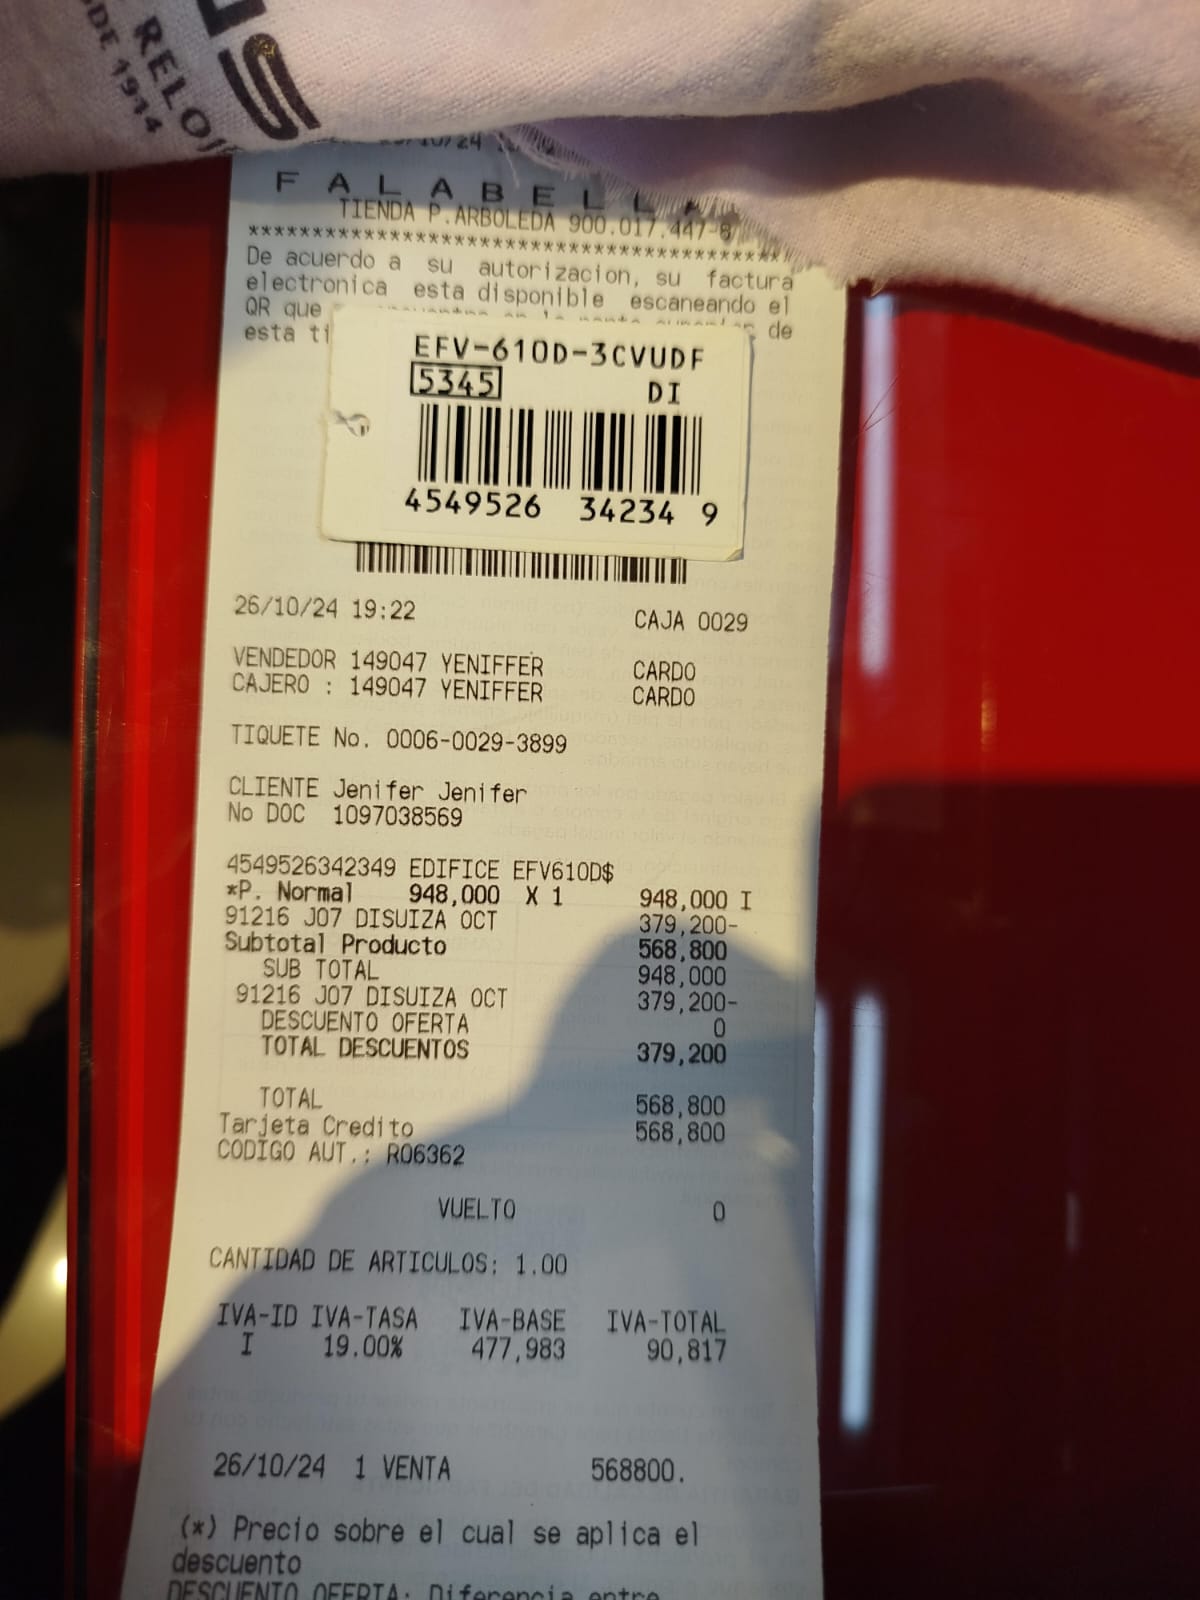 RELOJ
DE 1944
FALABELLA
TIENDA P.ARBOLEDA 900.017.447-8
*****************************************
De acuerdo a su autorizacion, su factura
electronica esta disponible escaneando el
QR que de
esta ti
EFV-610D-3CVUDF
5345 DI
4549526 34234 9
26/10/24 19:22 CAJA 0029
VENDEDOR 149047 YENIFFER CARDO
CAJERO : 149047 YENIFFER CARDO
TIQUETE No. 0006-0029-3899
CLIENTE Jenifer Jenifer
No DOC 1097038569
4549526342349 EDIFICE EFV610D$
*P. Normal 948,000 X 1 948,000 I
91216 J07 DISUIZA OCT 379,200-
Subtotal Producto 568,800
SUB TOTAL 948,000
91216 J07 DISUIZA OCT 379,200-
DESCUENTO OFERTA 0
TOTAL DESCUENTOS 379,200
TOTAL 568,800
Tarjeta Credito 568,800
CODIGO AUT.: R06362
VUELTO 0
CANTIDAD DE ARTICULOS: 1.00
IVA-ID IVA-TASA IVA-BASE IVA-TOTAL
I 19.00% 477,983 90,817
26/10/24 1 VENTA 568800.
(*) Precio sobre el cual se aplica el
descuento
DESCUENTO OFERTA: Diferencia entre